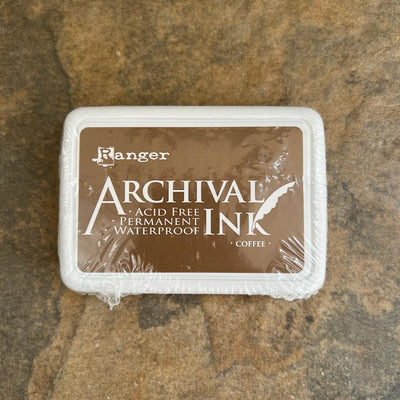 Ranger
ARCHIVAL
INK
· ACID FREE
· PERMANENT
· WATERPROOF
· COFFEE ·